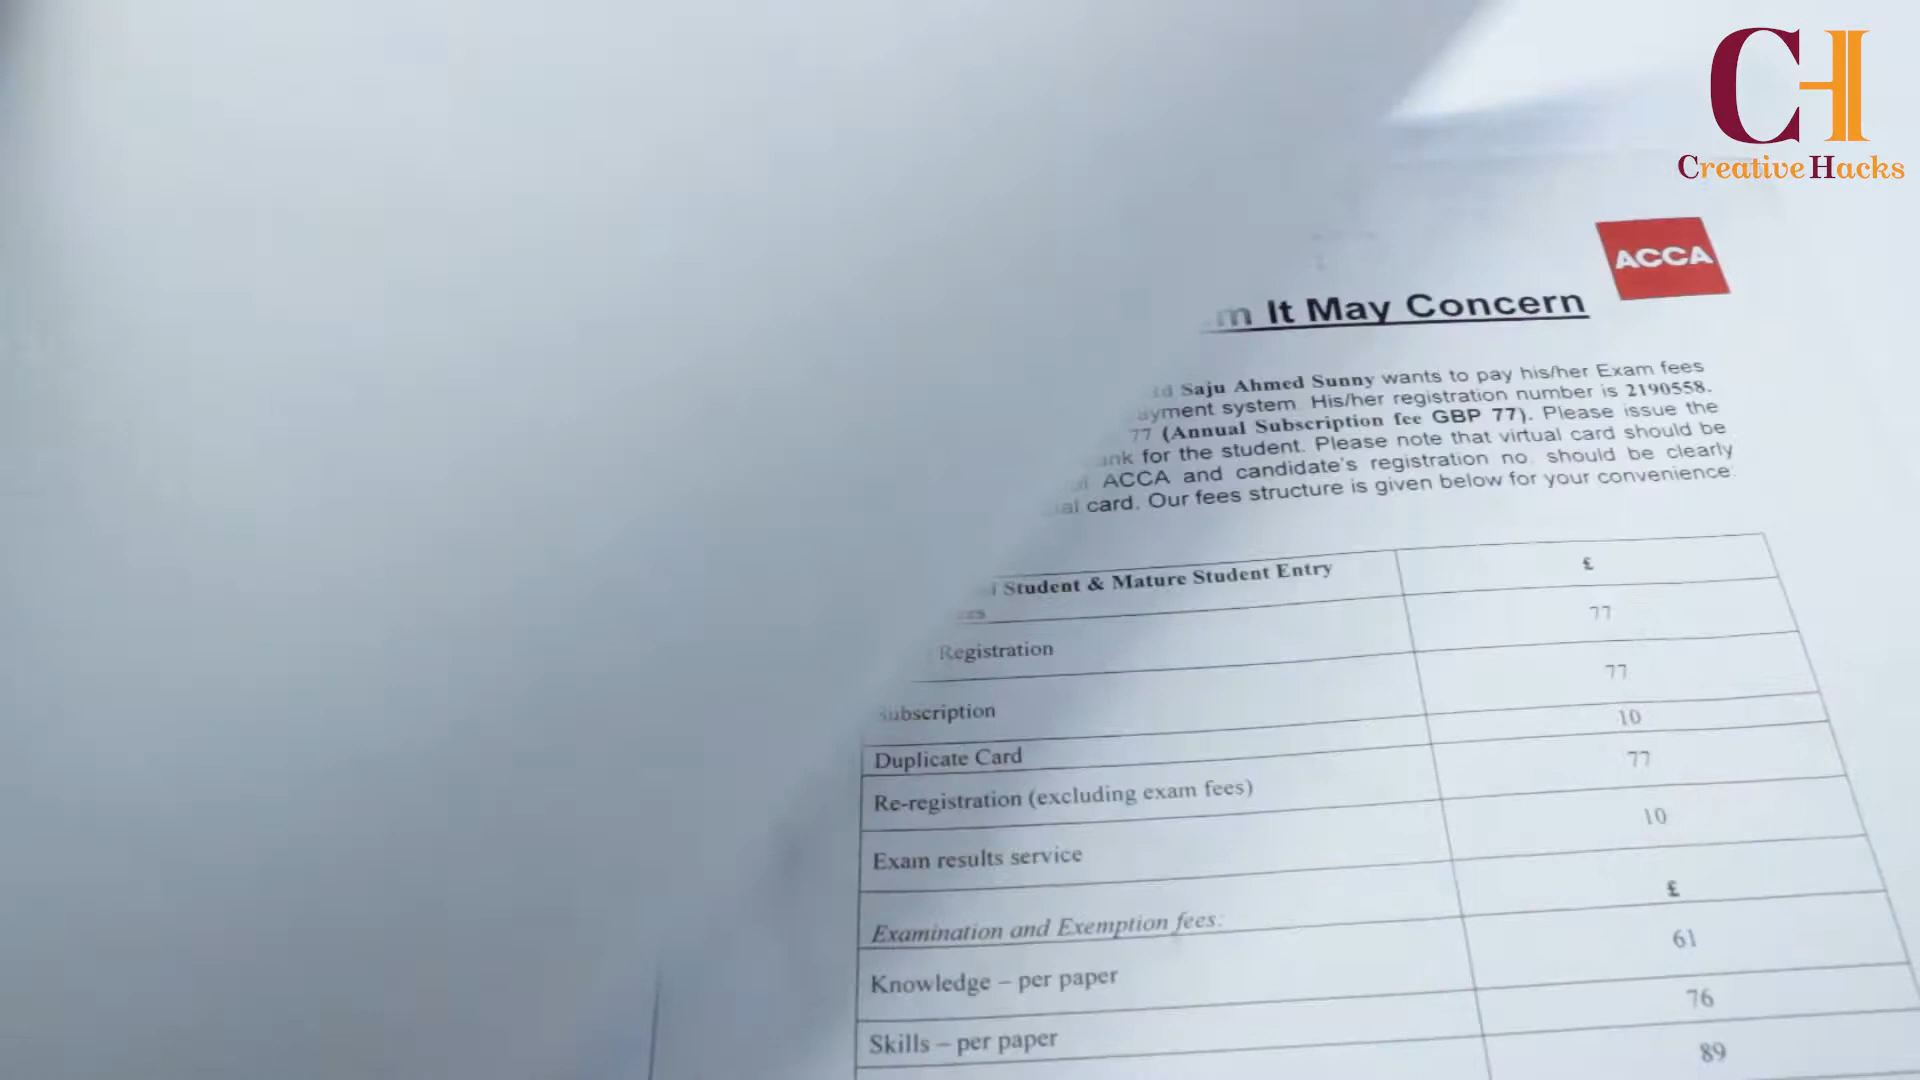 CH
Creative Hacks
ACCA
It May Concern
Saju Ahmed Sunny wants to pay his/her Exam fees
system. His/her registration number is 2190558.
77 (Annual Subscription fee GBP 77). Please issue the
for the student. Please note that virtual card should be
ACCA and candidate's registration no. should be clearly
card. Our fees structure is given below for your convenience.
Student & Mature Student Entry £
Registration 77
Subscription 77
Duplicate Card 10
Re-registration (excluding exam fees) 77
Exam results service 10
Examination and Exemption fees: £
Knowledge – per paper 61
Skills – per paper 76
89